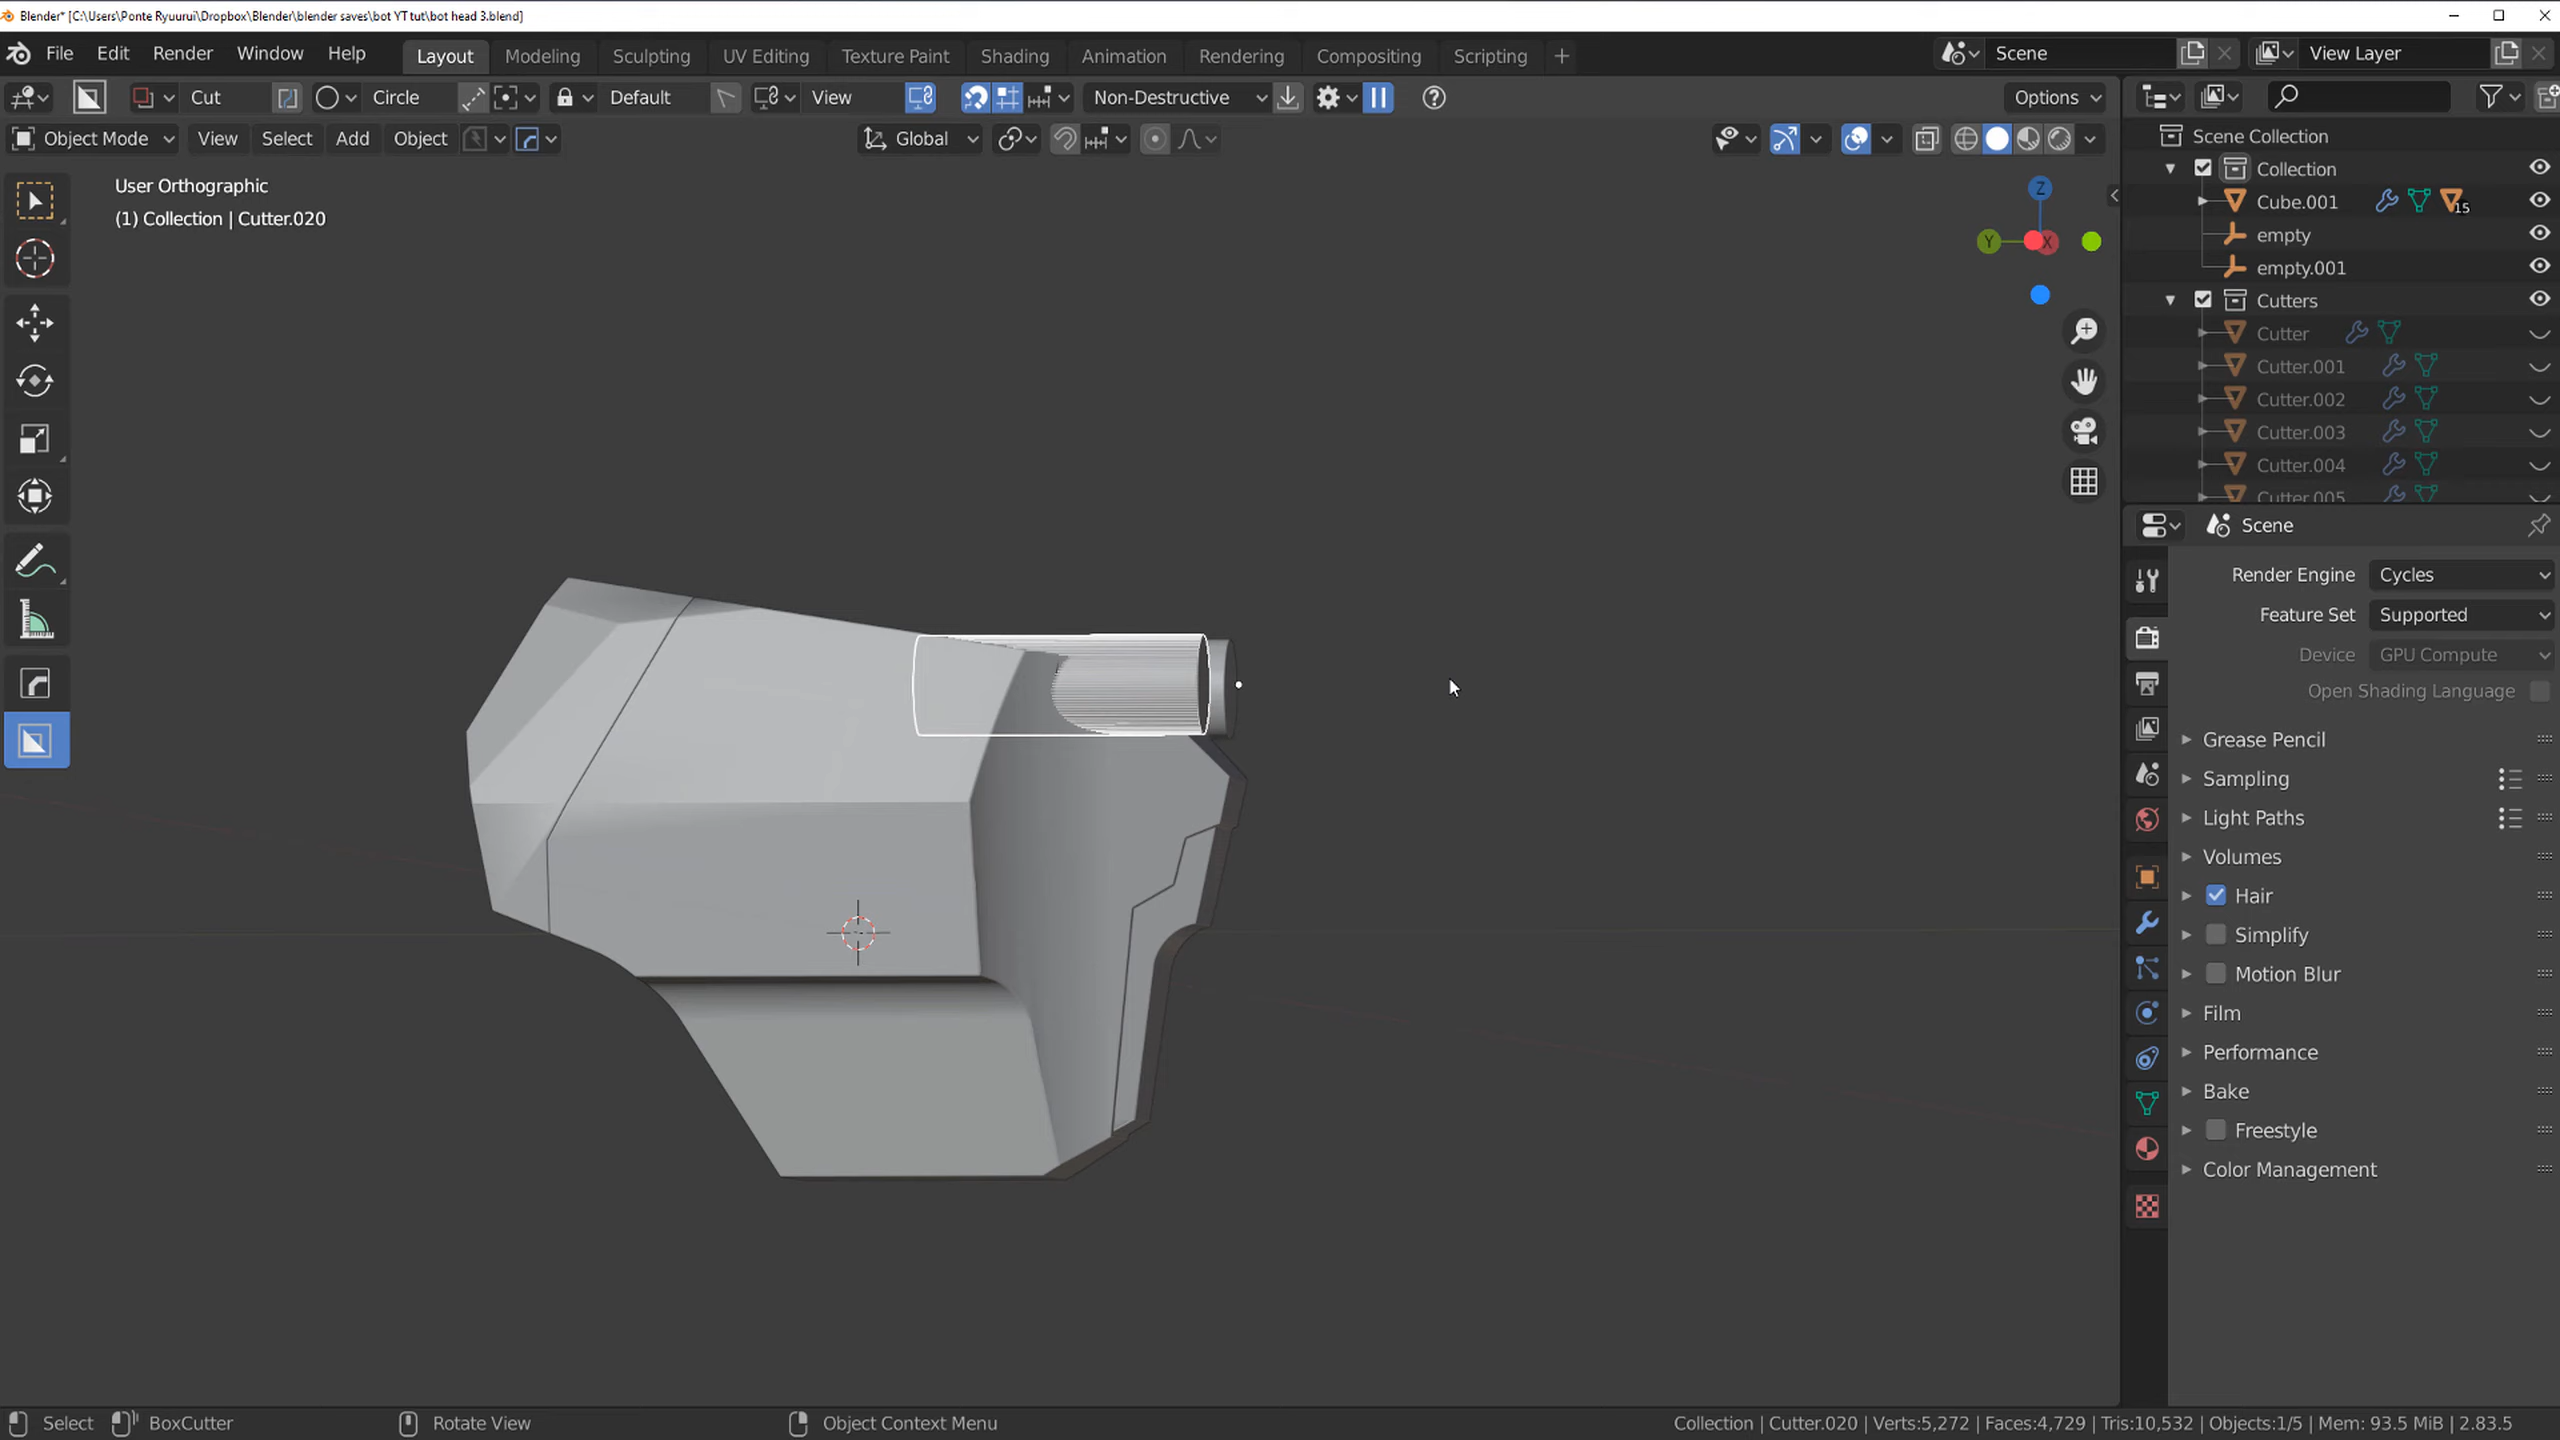 Blender* [C:\Users\Ponte Ryuurui\Dropbox\Blender\blender saves\bot YT tut\bot head 3.blend]
File Edit Render Window Help Layout Modeling Sculpting UV Editing Texture Paint Shading Animation Rendering Compositing Scripting + Scene View Layer
Cut Circle Default View Non-Destructive Options
Object Mode View Select Add Object Global
User Orthographic
(1) Collection | Cutter.020
Z
Y X
Scene Collection
Collection
Cube.001 15
empty
empty.001
Cutters
Cutter
Cutter.001
Cutter.002
Cutter.003
Cutter.004
Cutter.005
Scene
Render Engine Cycles
Feature Set Supported
Device GPU Compute
Open Shading Language
Grease Pencil
Sampling
Light Paths
Volumes
Hair
Simplify
Motion Blur
Film
Performance
Bake
Freestyle
Color Management
Select BoxCutter Rotate View Object Context Menu Collection | Cutter.020 | Verts:5,272 | Faces:4,729 | Tris:10,532 | Objects:1/5 | Mem: 93.5 MiB | 2.83.5